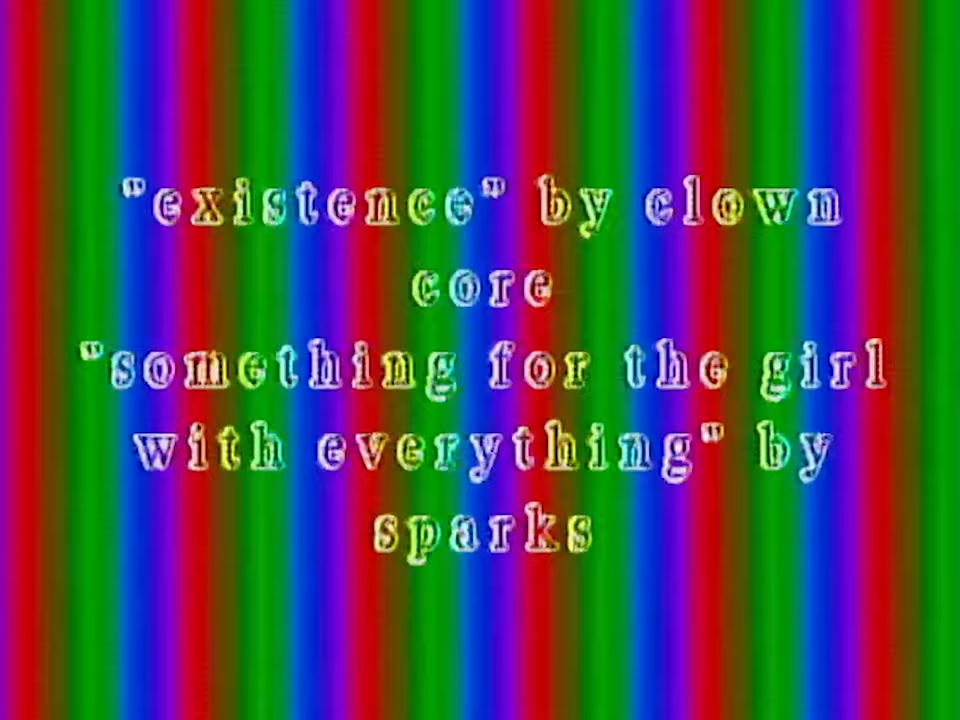 "existence" by clown
core
"something for the girl
with everything" by
sparks